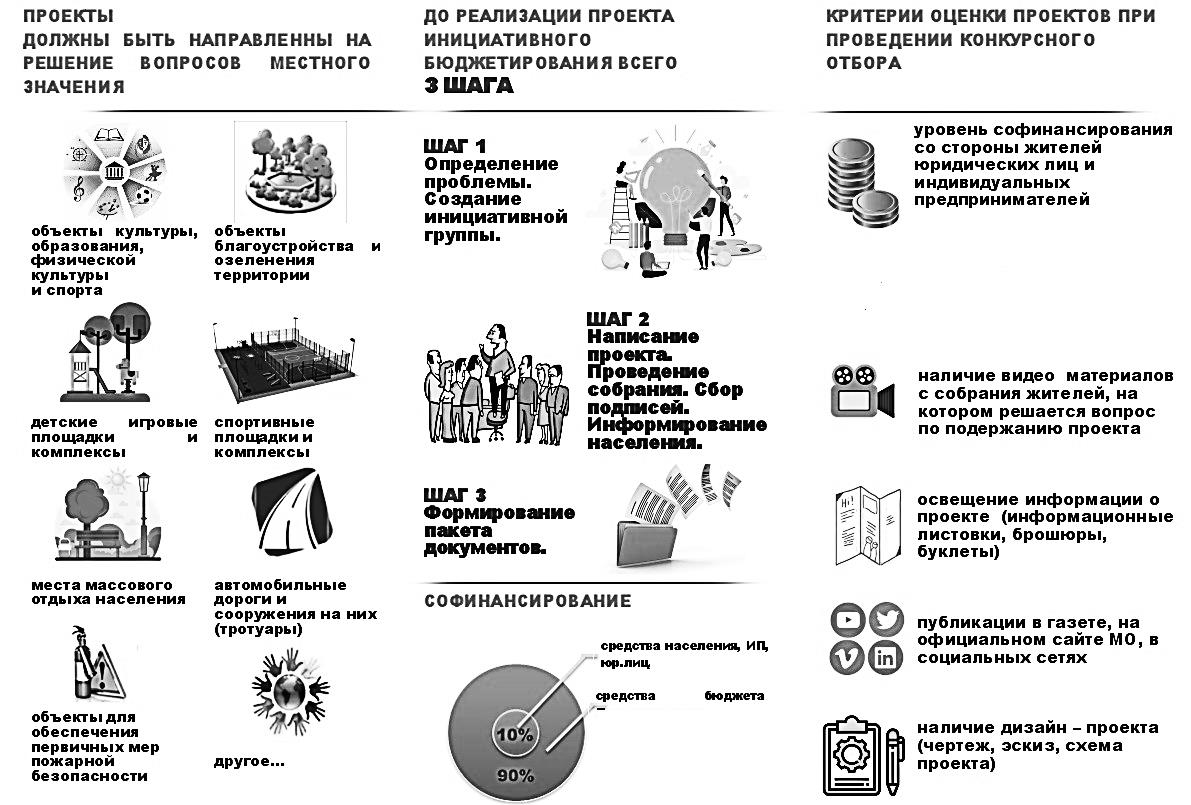 ПРОЕКТЫ
ДОЛЖНЫ БЫТЬ НАПРАВЛЕННЫ НА
РЕШЕНИЕ ВОПРОСОВ МЕСТНОГО
ЗНАЧЕНИЯ
объекты культуры,
образования,
физической
культуры
и спорта
объекты
благоустройства и
озеленения
территории
детские игровые
площадки и
комплексы
спортивные
площадки и
комплексы
места массового
отдыха населения
автомобильные
дороги и
сооружения на них
(тротуары)
объекты для
обеспечения
первичных мер
пожарной
безопасности
другое...
ДО РЕАЛИЗАЦИИ ПРОЕКТА
ИНИЦИАТИВНОГО
БЮДЖЕТИРОВАНИЯ ВСЕГО
3 ШАГА
ШАГ 1
Определение
проблемы.
Создание
инициативной
группы.
ШАГ 2
Написание
проекта.
Проведение
собрания. Сбор
подписей.
Информирование
населения.
ШАГ 3
Формирование
пакета
документов.
СОФИНАНСИРОВАНИЕ
средства населения, ИП,
юр.лиц,
средства бюджета
10%
90%
КРИТЕРИИ ОЦЕНКИ ПРОЕКТОВ ПРИ
ПРОВЕДЕНИИ КОНКУРСНОГО
ОТБОРА
уровень софинансирования
со стороны жителей
юридических лиц и
индивидуальных
предпринимателей
наличие видео материалов
с собрания жителей, на
котором решается вопрос
по подержанию проекта
освещение информации о
проекте (информационные
листовки, брошюры,
буклеты)
публикации в газете, на
официальном сайте МО, в
социальных сетях
наличие дизайн – проекта
(чертеж, эскиз, схема
проекта)